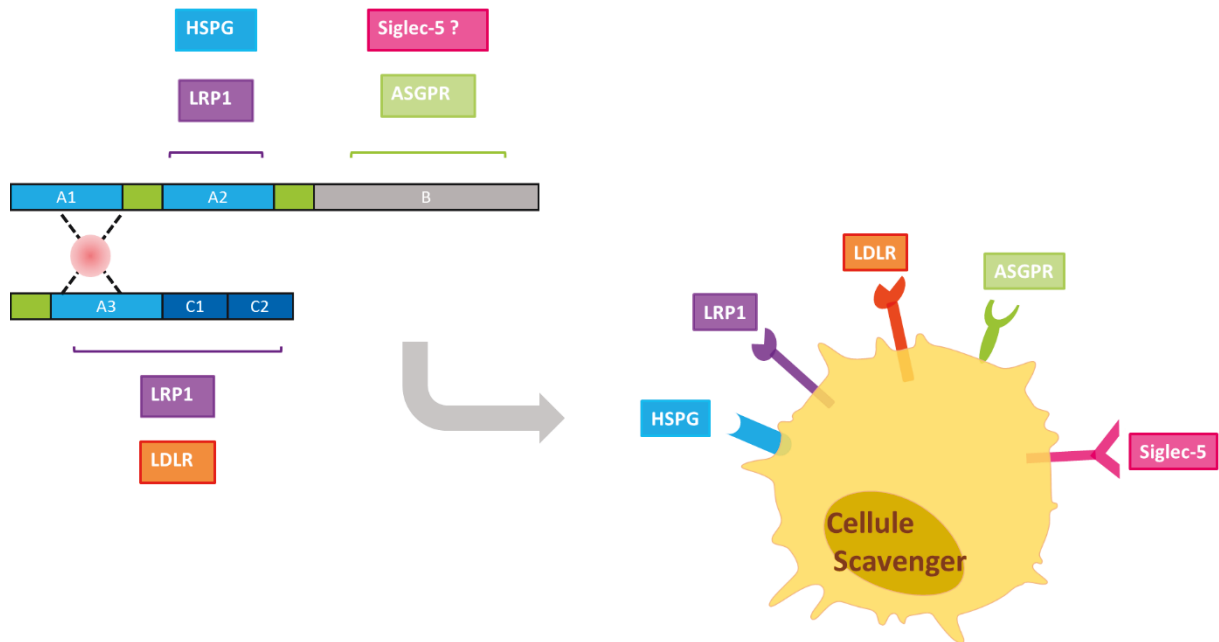 HSPG
Siglec-5 ?
LRP1
ASGPR
A1
A2
B
A3
C1
C2
LRP1
LDLR
LDLR
ASGPR
LRP1
HSPG
Siglec-5
Cellule
Scavenger